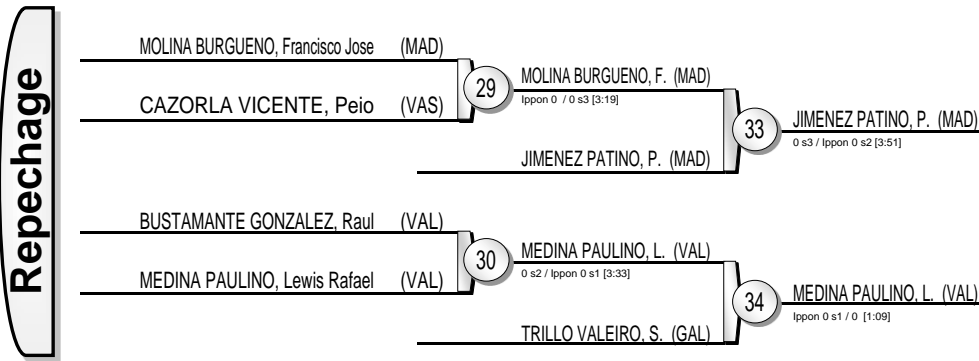 Repechage
MOLINA BURGUENO, Francisco Jose (MAD)
CAZORLA VICENTE, Peio (VAS)
29
MOLINA BURGUENO, F. (MAD)
Ippon 0 / 0 s3 [3:19]
JIMENEZ PATINO, P. (MAD)
33
JIMENEZ PATINO, P. (MAD)
0 s3 / Ippon 0 s2 [3:51]
BUSTAMANTE GONZALEZ, Raul (VAL)
MEDINA PAULINO, Lewis Rafael (VAL)
30
MEDINA PAULINO, L. (VAL)
0 s2 / Ippon 0 s1 [3:33]
TRILLO VALEIRO, S. (GAL)
34
MEDINA PAULINO, L. (VAL)
Ippon 0 s1 / 0 [1:09]